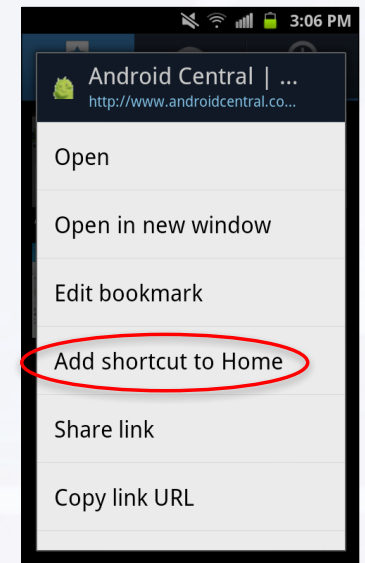 3:06 PM
Android Central | ...
http://www.androidcentral.co...
Open
Open in new window
Edit bookmark
Add shortcut to Home
Share link
Copy link URL